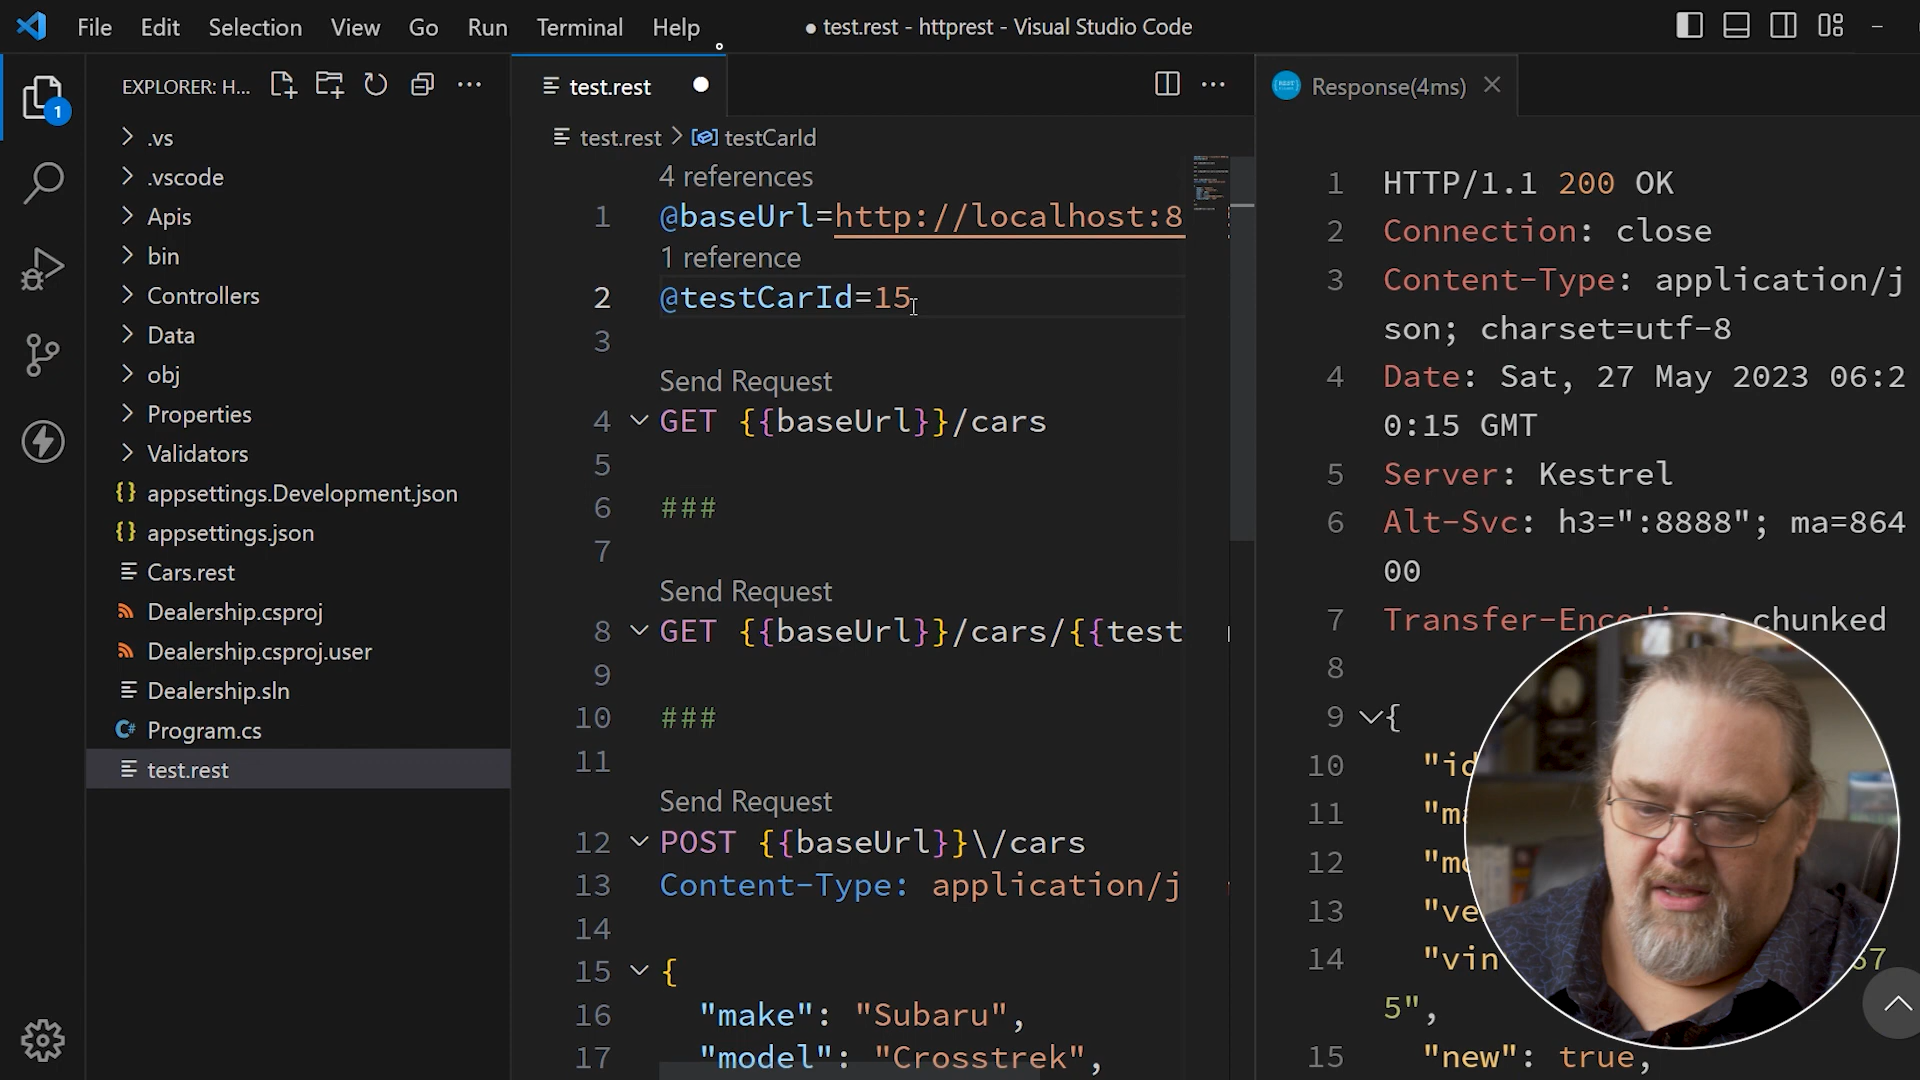 File Edit Selection View Go Run Terminal Help
● test.rest - httprest - Visual Studio Code
EXPLORER: H...
1
.vs
.vscode
Apis
bin
Controllers
Data
obj
Properties
Validators
appsettings.Development.json
appsettings.json
Cars.rest
Dealership.csproj
Dealership.csproj.user
Dealership.sln
Program.cs
test.rest
test.rest
test.rest > testCarId
4 references
1 @baseUrl=http://localhost:8
1 reference
2 @testCarId=15
3
Send Request
4 GET {{baseUrl}}/cars
5
6 ###
7
Send Request
8 GET {{baseUrl}}/cars/{{test
9
10 ###
11
Send Request
12 POST {{baseUrl}}\/cars
13 Content-Type: application/j
14
15 {
16 "make": "Subaru",
17 "model": "Crosstrek",
Response(4ms)
1 HTTP/1.1 200 OK
2 Connection: close
3 Content-Type: application/j
son; charset=utf-8
4 Date: Sat, 27 May 2023 06:2
0:15 GMT
5 Server: Kestrel
6 Alt-Svc: h3=":8888"; ma=864
00
7 Transfer-Encoding: chunked
8
9 {
10 "id
11 "ma
12 "mo
13 "ve
14 "vin 67
5",
15 "new": true,